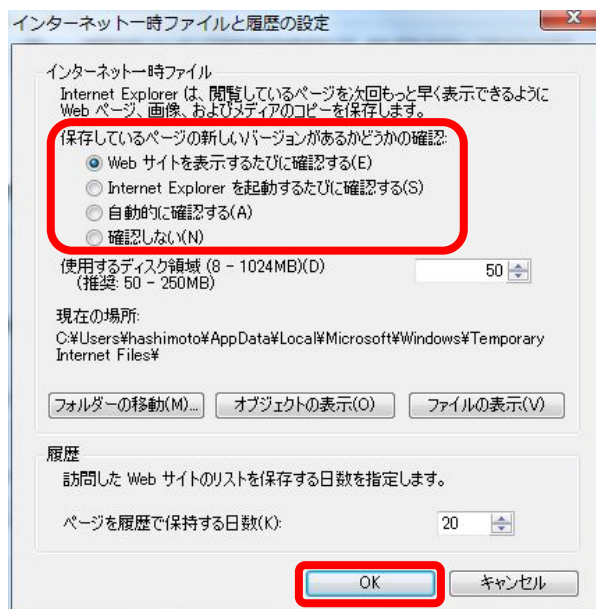 インターネット一時ファイルと履歴の設定
インターネット一時ファイル
Internet Explorer は、閲覧しているページを次回もっと早く表示できるように
Web ページ、画像、およびメディアのコピーを保存します。
保存しているページの新しいバージョンがあるかどうかの確認:
Web サイトを表示するたびに確認する(E)
Internet Explorer を起動するたびに確認する(S)
自動的に確認する(A)
確認しない(N)
使用するディスク領域 (8 - 1024MB)(D) 50
(推奨: 50 - 250MB)
現在の場所:
C:¥Users¥hashimoto¥AppData¥Local¥Microsoft¥Windows¥Temporary
Internet Files¥
フォルダーの移動(M)... オブジェクトの表示(O) ファイルの表示(V)
履歴
訪問した Web サイトのリストを保存する日数を指定します。
ページを履歴で保持する日数(K): 20
OK キャンセル